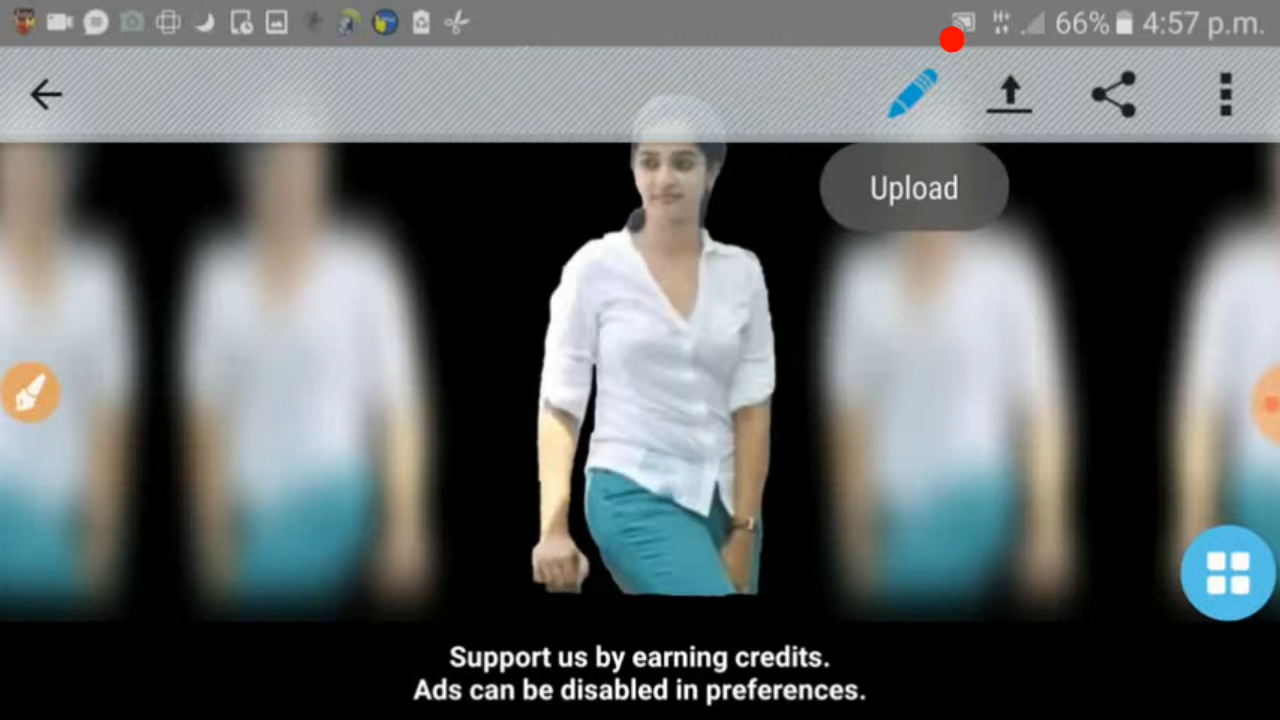 66% 4:57 p.m.
Upload
Support us by earning credits.
Ads can be disabled in preferences.